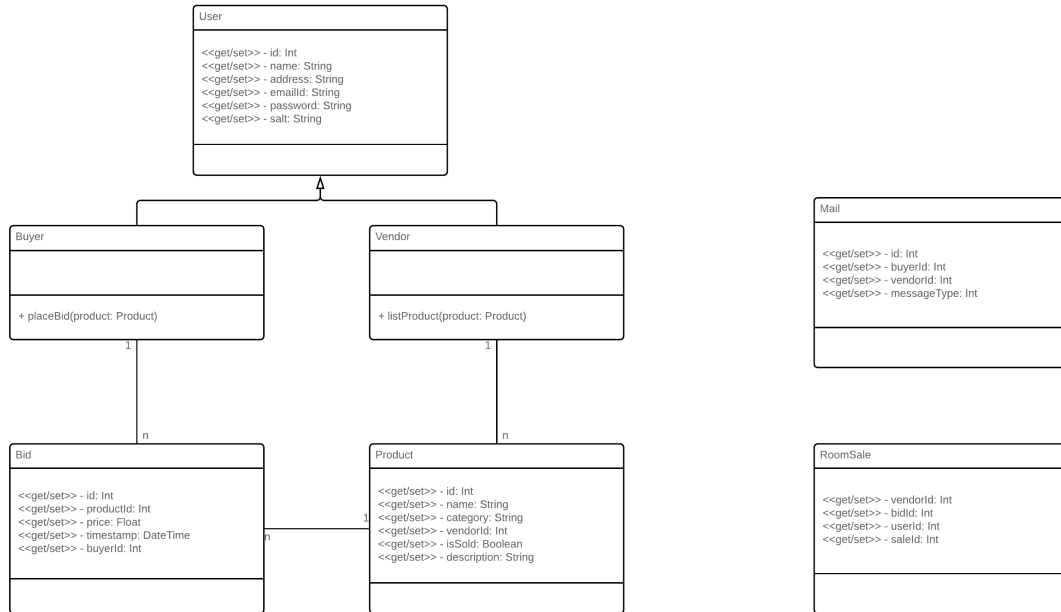 User
<<get/set>> - id: Int
<<get/set>> - name: String
<<get/set>> - address: String
<<get/set>> - emailId: String
<<get/set>> - password: String
<<get/set>> - salt: String
Buyer
+ placeBid(product: Product)
Vendor
+ listProduct(product: Product)
Mail
<<get/set>> - id: Int
<<get/set>> - buyerId: Int
<<get/set>> - vendorId: Int
<<get/set>> - messageType: Int
1
n
1
n
Bid
<<get/set>> - id: Int
<<get/set>> - productId: Int
<<get/set>> - price: Float
<<get/set>> - timestamp: DateTime
<<get/set>> - buyerId: Int
n
1
Product
<<get/set>> - id: Int
<<get/set>> - name: String
<<get/set>> - category: String
<<get/set>> - vendorId: Int
<<get/set>> - isSold: Boolean
<<get/set>> - description: String
RoomSale
<<get/set>> - vendorId: Int
<<get/set>> - bidId: Int
<<get/set>> - userId: Int
<<get/set>> - saleId: Int